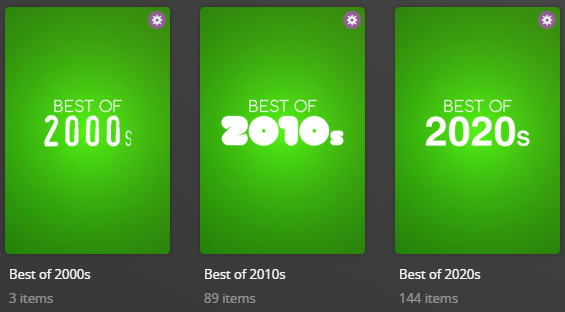 BEST OF
2000s
BEST OF
2010s
BEST OF
2020s
Best of 2000s
Best of 2010s
Best of 2020s
3 items
89 items
144 items